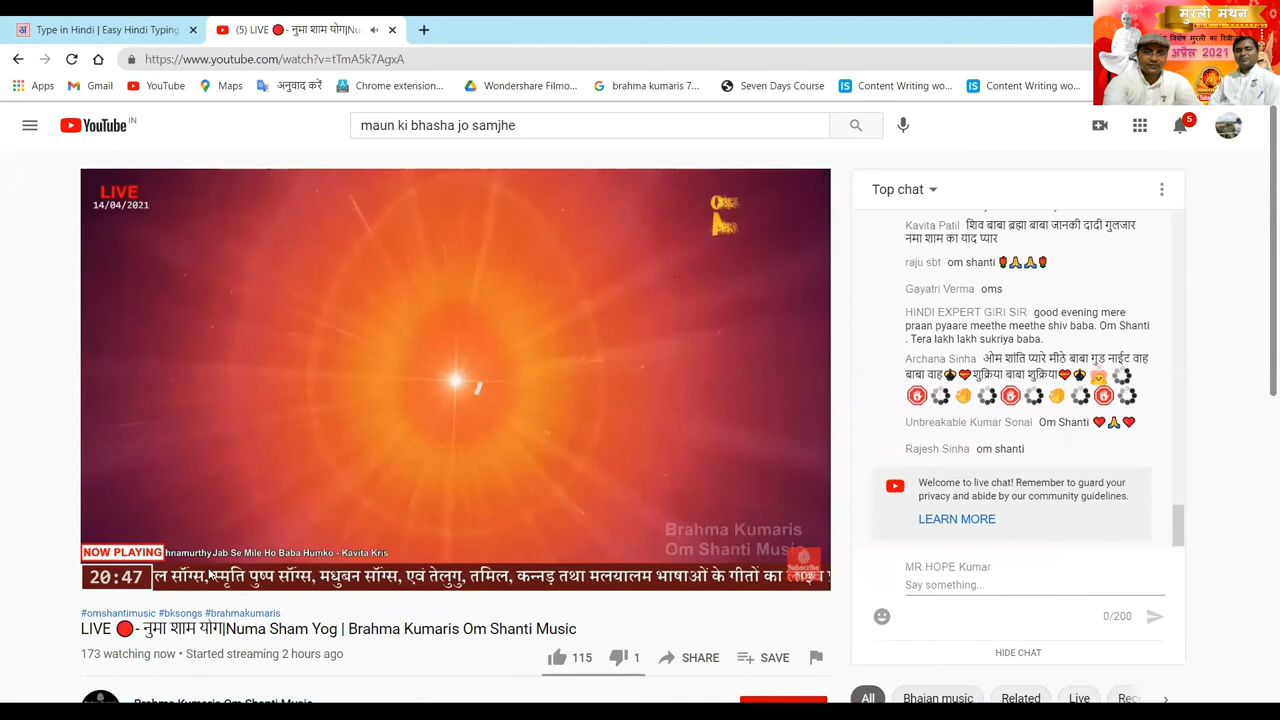 Type in Hindi | Easy Hindi Typing
(5) LIVE 🔴- नुमा शाम योग|Nu
https://www.youtube.com/watch?v=tTmA5k7AgxA
Apps
Gmail
YouTube
Maps
अनुवाद करें
Chrome extension...
Wondershare Filmo...
brahma kumaris 7...
Seven Days Course
Content Writing wo...
Content Writing wo...
मुरली मंथन
विशेष मुरली का रिवी
अप्रैल 2021
YouTube IN
maun ki bhasha jo samjhe
5
LIVE
14/04/2021
Brahma Kumaris
Om Shanti Music
Subscribe
NOW PLAYING
hnamurthyJab Se Mile Ho Baba Humko - Kavita Kris
20:47
ल सॉंग्स, स्मृति पुष्प सॉंग्स, मधुबन सॉंग्स, एवं तेलुगु, तमिल, कन्नड़ तथा मलयालम भाषाओं के गीतों का
#omshantimusic #bksongs #brahmakumaris
LIVE 🔴- नुमा शाम योग|Numa Sham Yog | Brahma Kumaris Om Shanti Music
173 watching now • Started streaming 2 hours ago
115
1
SHARE
SAVE
Brahma Kumaris Om Shanti Music
Top chat
Kavita Patil शिव बाबा ब्रह्मा बाबा जानकी दादी गुलजार
नमा शाम का याद प्यार
raju sbt om shanti 🌹🙏🙏🌹
Gayatri Verma oms
HINDI EXPERT GIRI SIR good evening mere
praan pyaare meethe meethe shiv baba. Om Shanti
. Tera lakh lakh sukriya baba.
Archana Sinha ओम शांति प्यारे मीठे बाबा गुड नाईट वाह
बाबा वाह शुक्रिया बाबा शुक्रिया
Unbreakable Kumar Sonal Om Shanti ❤️🙏❤️
Rajesh Sinha om shanti
Welcome to live chat! Remember to guard your
privacy and abide by our community guidelines.
LEARN MORE
MR HOPE Kumar
Say something...
0/200
HIDE CHAT
All
Bhajan music
Related
Live
Rec